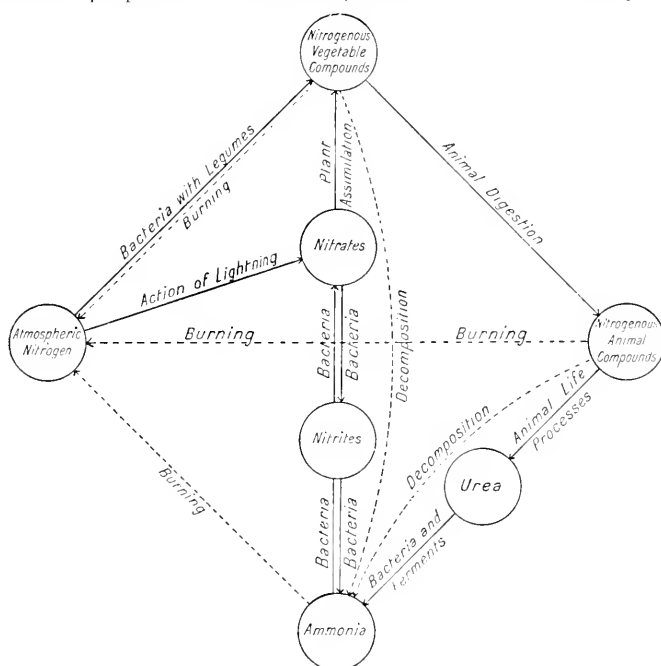 Nitrogenous
Vegetable
Compounds
Bacteria with Legumes
Burning
Plant
Assimilation
Animal Digestion
Nitrates
Action of Lightning
Atmospheric
Nitrogen
Burning
Burning
Nitrogenous
Animal
Compounds
Bacteria
Bacteria
Decomposition
Nitrites
Decomposition
Animal Life
Processes
Urea
Burning
Bacteria
Bacteria
Bacteria and
Ferments
Ammonia